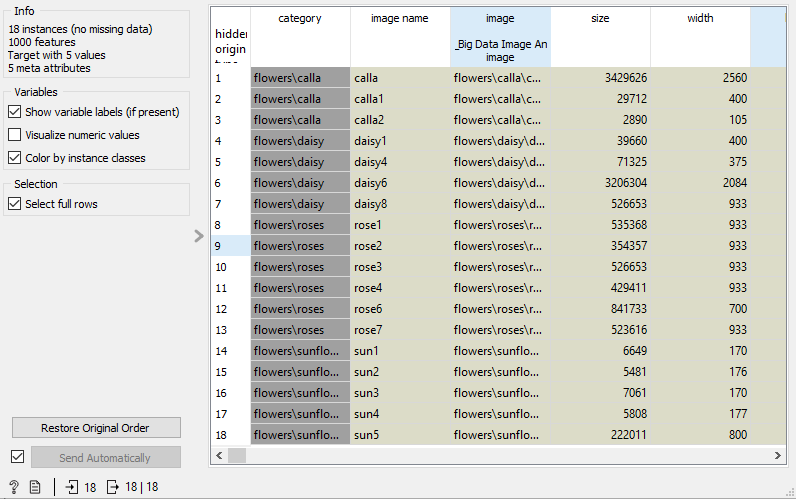 Info
18 instances (no missing data)
1000 features
Target with 5 values
5 meta attributes
Variables
Show variable labels (if present)
Visualize numeric values
Color by instance classes
Selection
Select full rows
Restore Original Order
Send Automatically
? 18 18 | 18
hidden origin type category image name image size width
_Big Data Image An image
1 flowers\calla calla flowers\calla\c... 3429626 2560
2 flowers\calla calla1 flowers\calla\c... 29712 400
3 flowers\calla calla2 flowers\calla\c... 2890 105
4 flowers\daisy daisy1 flowers\daisy\d... 39660 400
5 flowers\daisy daisy4 flowers\daisy\d... 71325 375
6 flowers\daisy daisy6 flowers\daisy\d... 3206304 2084
7 flowers\daisy daisy8 flowers\daisy\d... 526653 933
8 flowers\roses rose1 flowers\roses\r... 535368 933
9 flowers\roses rose2 flowers\roses\r... 354357 933
10 flowers\roses rose3 flowers\roses\r... 526653 933
11 flowers\roses rose4 flowers\roses\r... 429411 933
12 flowers\roses rose6 flowers\roses\r... 841733 700
13 flowers\roses rose7 flowers\roses\r... 523616 933
14 flowers\sunflo... sun1 flowers\sunflo... 6649 170
15 flowers\sunflo... sun2 flowers\sunflo... 5481 176
16 flowers\sunflo... sun3 flowers\sunflo... 7061 170
17 flowers\sunflo... sun4 flowers\sunflo... 5808 177
18 flowers\sunflo... sun5 flowers\sunflo... 222011 800